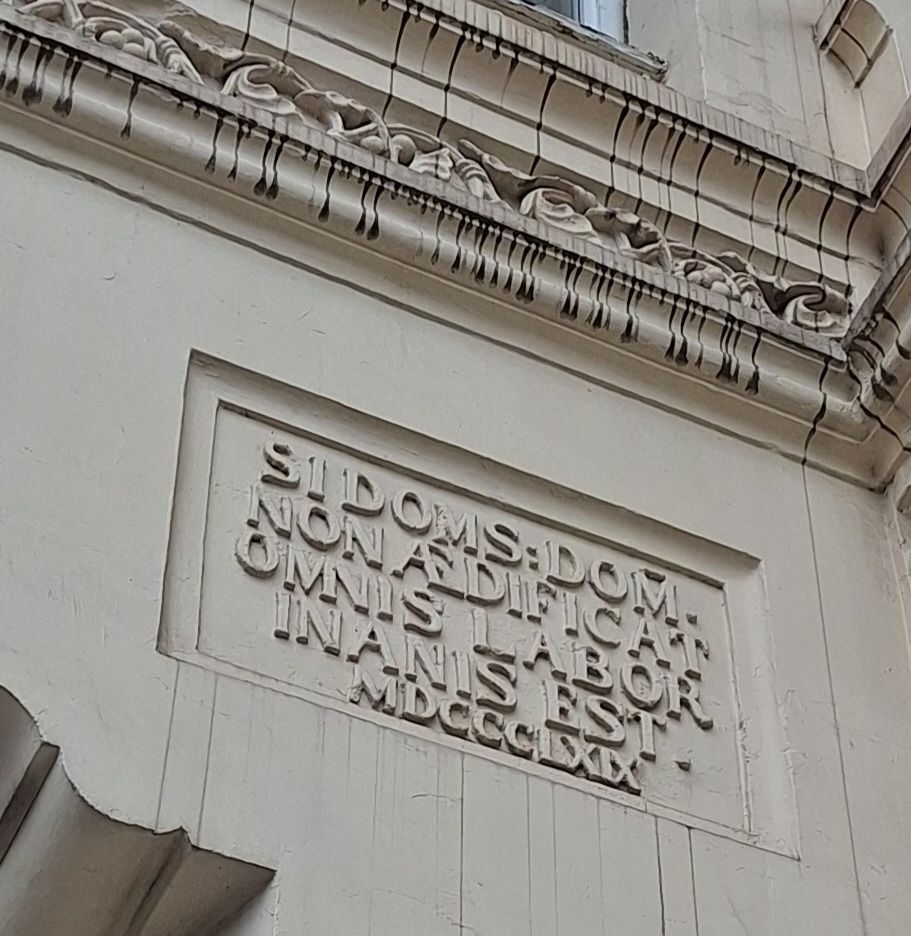 SI DOMS: DOM̄.
NON ÆDIFICAT
OMNIS LABOR
INANIS EST.
MDCCCLXIX